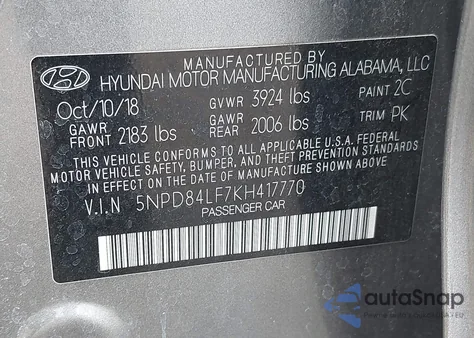 MANUFACTURED BY
HYUNDAI MOTOR MANUFACTURING ALABAMA, LLC
Oct/10/18 GVWR 3924 lbs PAINT 2C
GAWR FRONT 2183 lbs GAWR REAR 2006 lbs TRIM PK
THIS VEHICLE CONFORMS TO ALL APPLICABLE U.S.A FEDERAL
MOTOR VEHICLE SAFETY, BUMPER, AND THEFT PREVENTION STANDARDS
IN EFFECT ON THE DATE OF MANUFACTURE SHOWN ABOVE.
V.I.N 5NPD84LF7KH417770
PASSENGER CAR
autoSnap